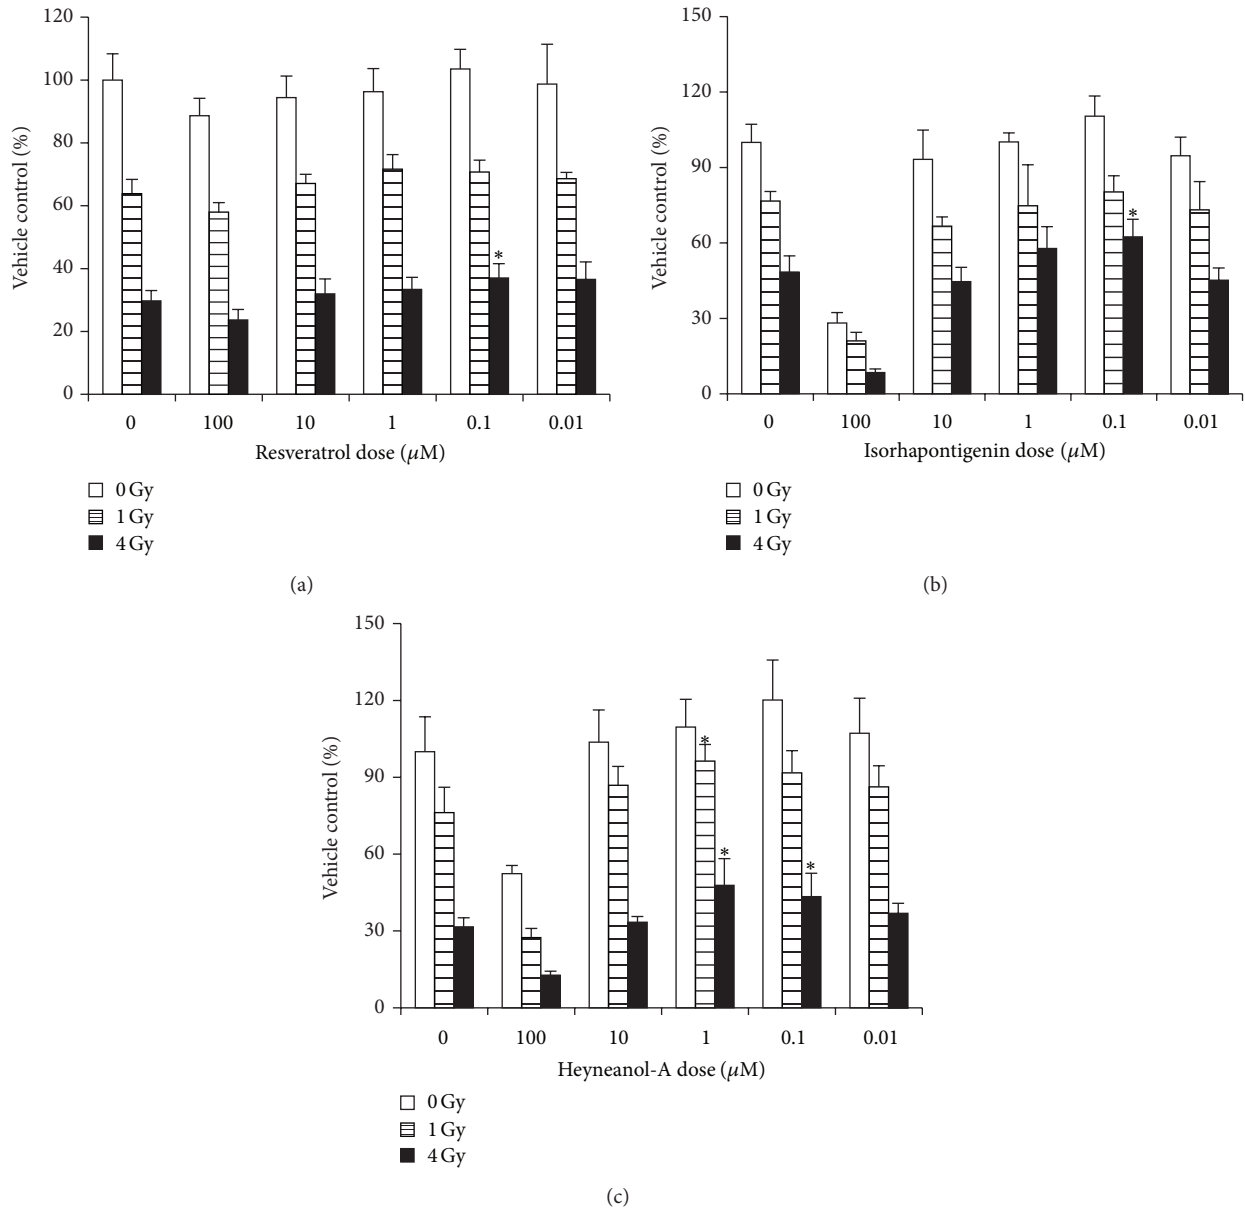 120
100
80
60
40
20
0
Vehicle control (%)
*
0 100 10 1 0.1 0.01
Resveratrol dose (μM)
0 Gy
1 Gy
4 Gy
(a)
150
120
90
60
30
0
Vehicle control (%)
*
0 100 10 1 0.1 0.01
Isorhapontigenin dose (μM)
0 Gy
1 Gy
4 Gy
(b)
150
120
90
60
30
0
Vehicle control (%)
*
* *
0 100 10 1 0.1 0.01
Heyneanol-A dose (μM)
0 Gy
1 Gy
4 Gy
(c)